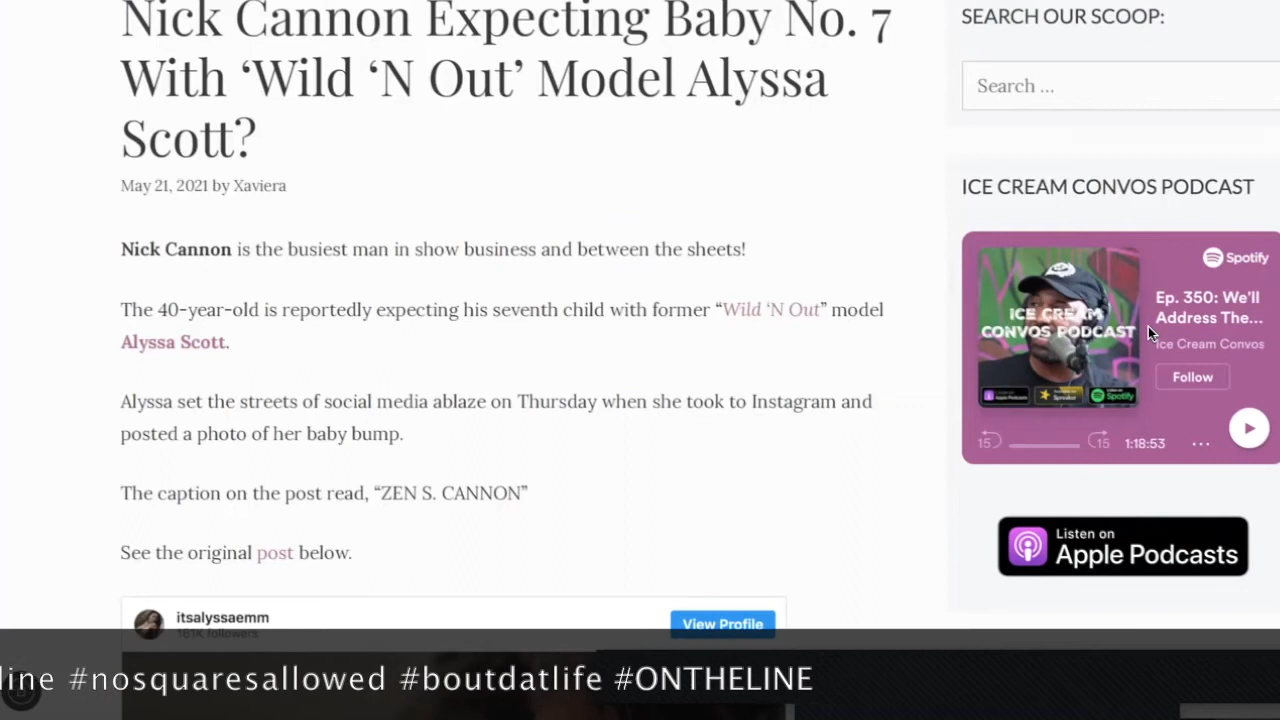 Nick Cannon Expecting Baby No. 7
With ‘Wild ‘N Out’ Model Alyssa
Scott?
May 21, 2021 by Xaviera
Nick Cannon is the busiest man in show business and between the sheets!
The 40-year-old is reportedly expecting his seventh child with former “Wild ‘N Out” model
Alyssa Scott.
Alyssa set the streets of social media ablaze on Thursday when she took to Instagram and
posted a photo of her baby bump.
The caption on the post read, “ZEN S. CANNON”
See the original post below.
itsalyssaemm
161K followers
View Profile
SEARCH OUR SCOOP:
Search ...
ICE CREAM CONVOS PODCAST
Spotify
ICE CREAM
CONVOS PODCAST
Spotify
Ep. 350: We'll
Address The...
Ice Cream Convos
Follow
15
15
1:18:53
...
Listen on
Apple Podcasts
line #nosquaresallowed #boutdatlife #ONTHELINE